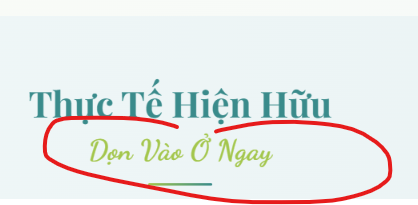 Thực Tế Hiện Hữu
Dọn Vào Ở Ngay